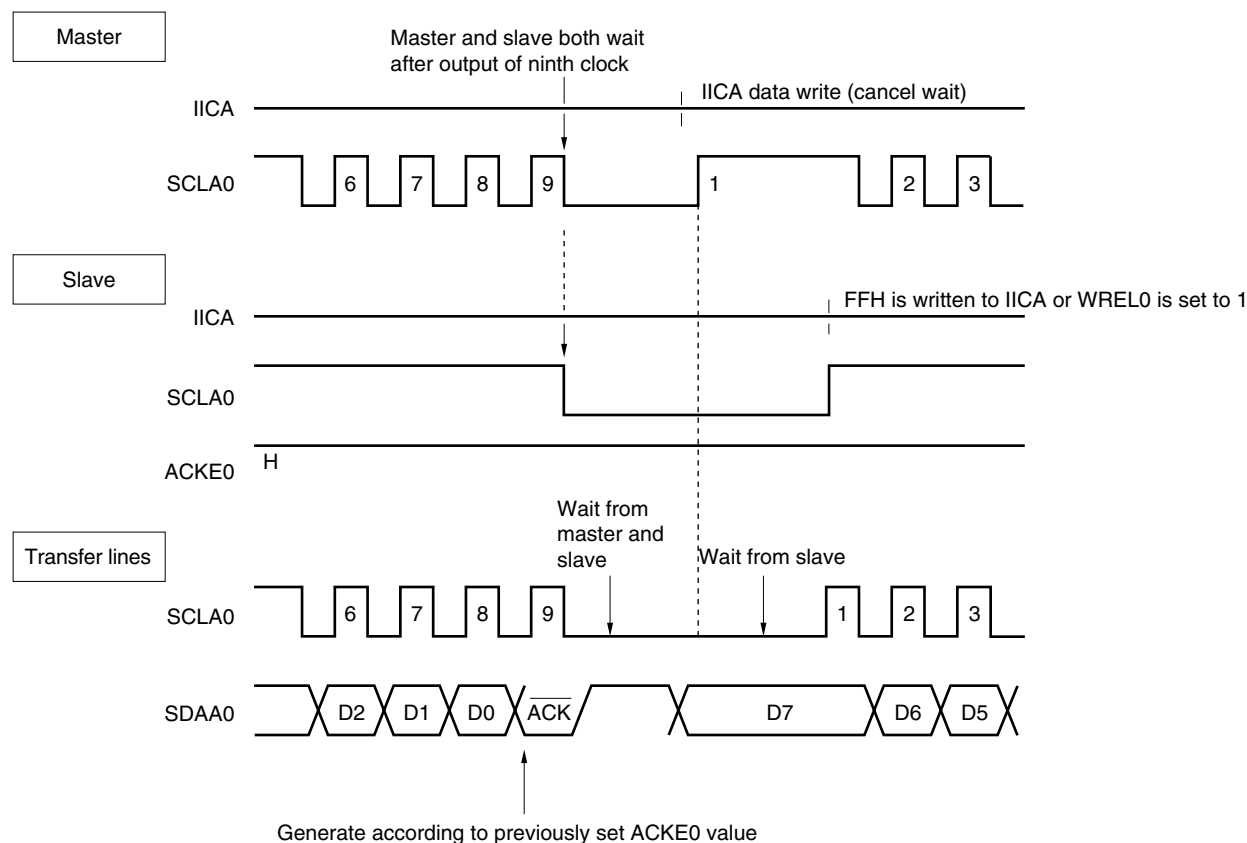 Master
Master and slave both wait
after output of ninth clock
IICA
IICA data write (cancel wait)
SCLA0
6 7 8 9 1 2 3
Slave
IICA
FFH is written to IICA or WREL0 is set to 1
SCLA0
ACKE0
H
Transfer lines
Wait from
master and
slave
Wait from slave
SCLA0
6 7 8 9 1 2 3
SDAA0
D2 D1 D0 ACK D7 D6 D5
Generate according to previously set ACKE0 value